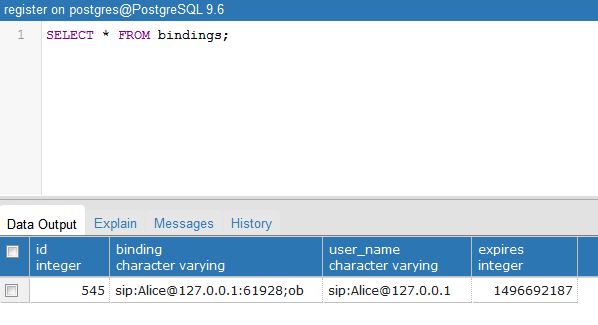 register on postgres@PostgreSQL 9.6
1 SELECT * FROM bindings;
Data Output Explain Messages History
id binding user_name expires
integer character varying character varying integer
545 sip:Alice@127.0.0.1:61928;ob sip:Alice@127.0.0.1 1496692187